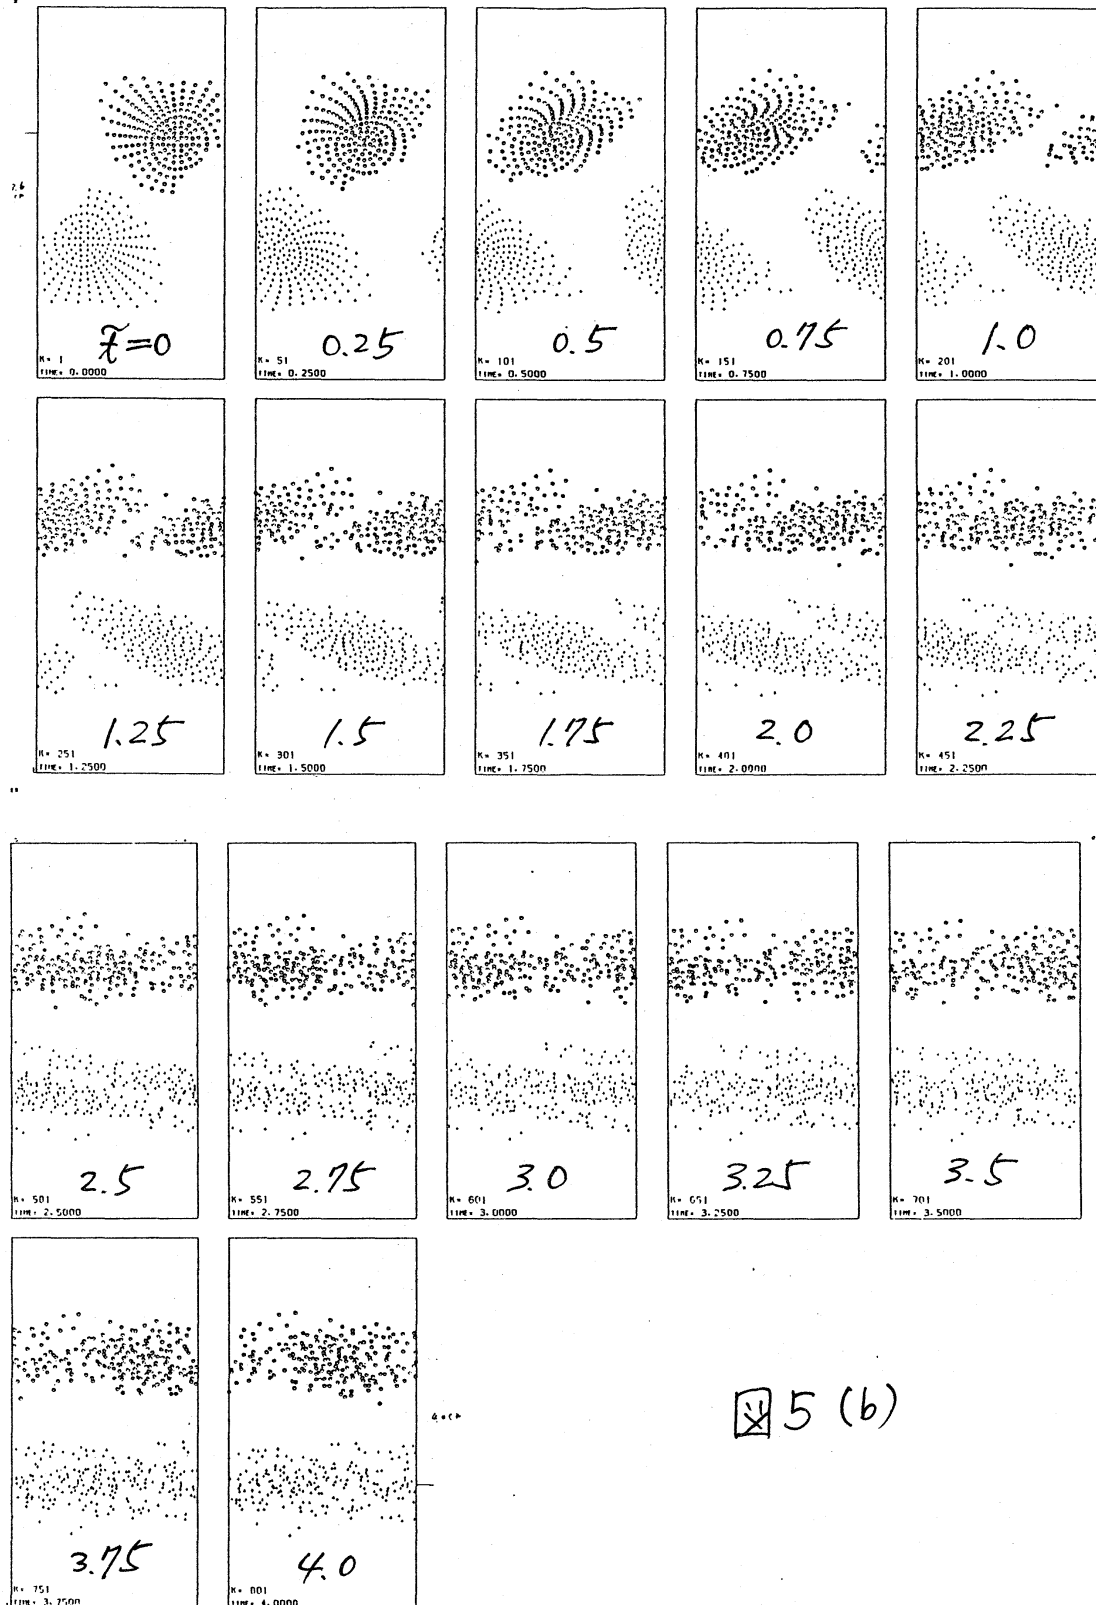 t̃=0
K= 1
TIME= 0.0000
0.25
K= 51
TIME= 0.2500
0.5
K= 101
TIME= 0.5000
0.75
K= 151
TIME= 0.7500
1.0
K= 201
TIME= 1.0000
1.25
K= 251
TIME= 1.2500
1.5
K= 301
TIME= 1.5000
1.75
K= 351
TIME= 1.7500
2.0
K= 401
TIME= 2.0000
2.25
K= 451
TIME= 2.2500
2.5
K= 501
TIME= 2.5000
2.75
K= 551
TIME= 2.7500
3.0
K= 601
TIME= 3.0000
3.25
K= 651
TIME= 3.2500
3.5
K= 701
TIME= 3.5000
3.75
K= 751
TIME= 3.7500
4.0
K= 801
TIME= 4.0000
図5 (b)